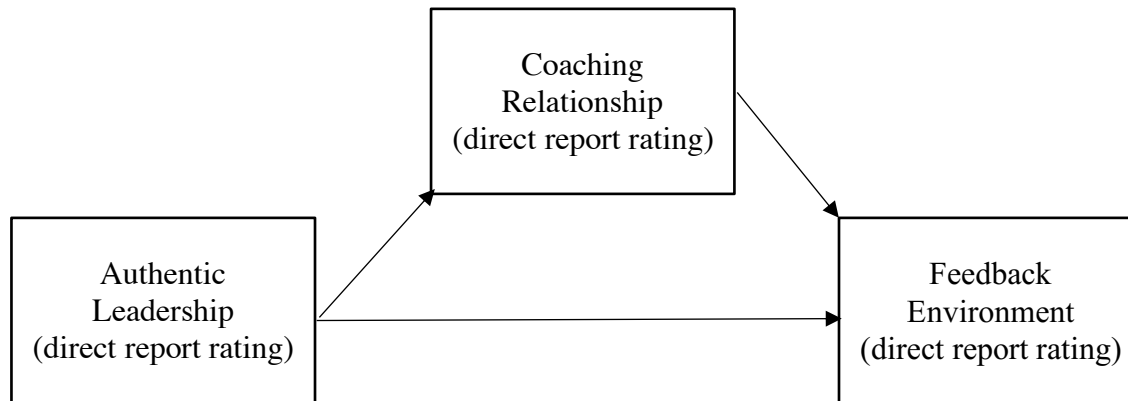 Coaching
Relationship
(direct report rating)
Authentic
Leadership
(direct report rating)
Feedback
Environment
(direct report rating)